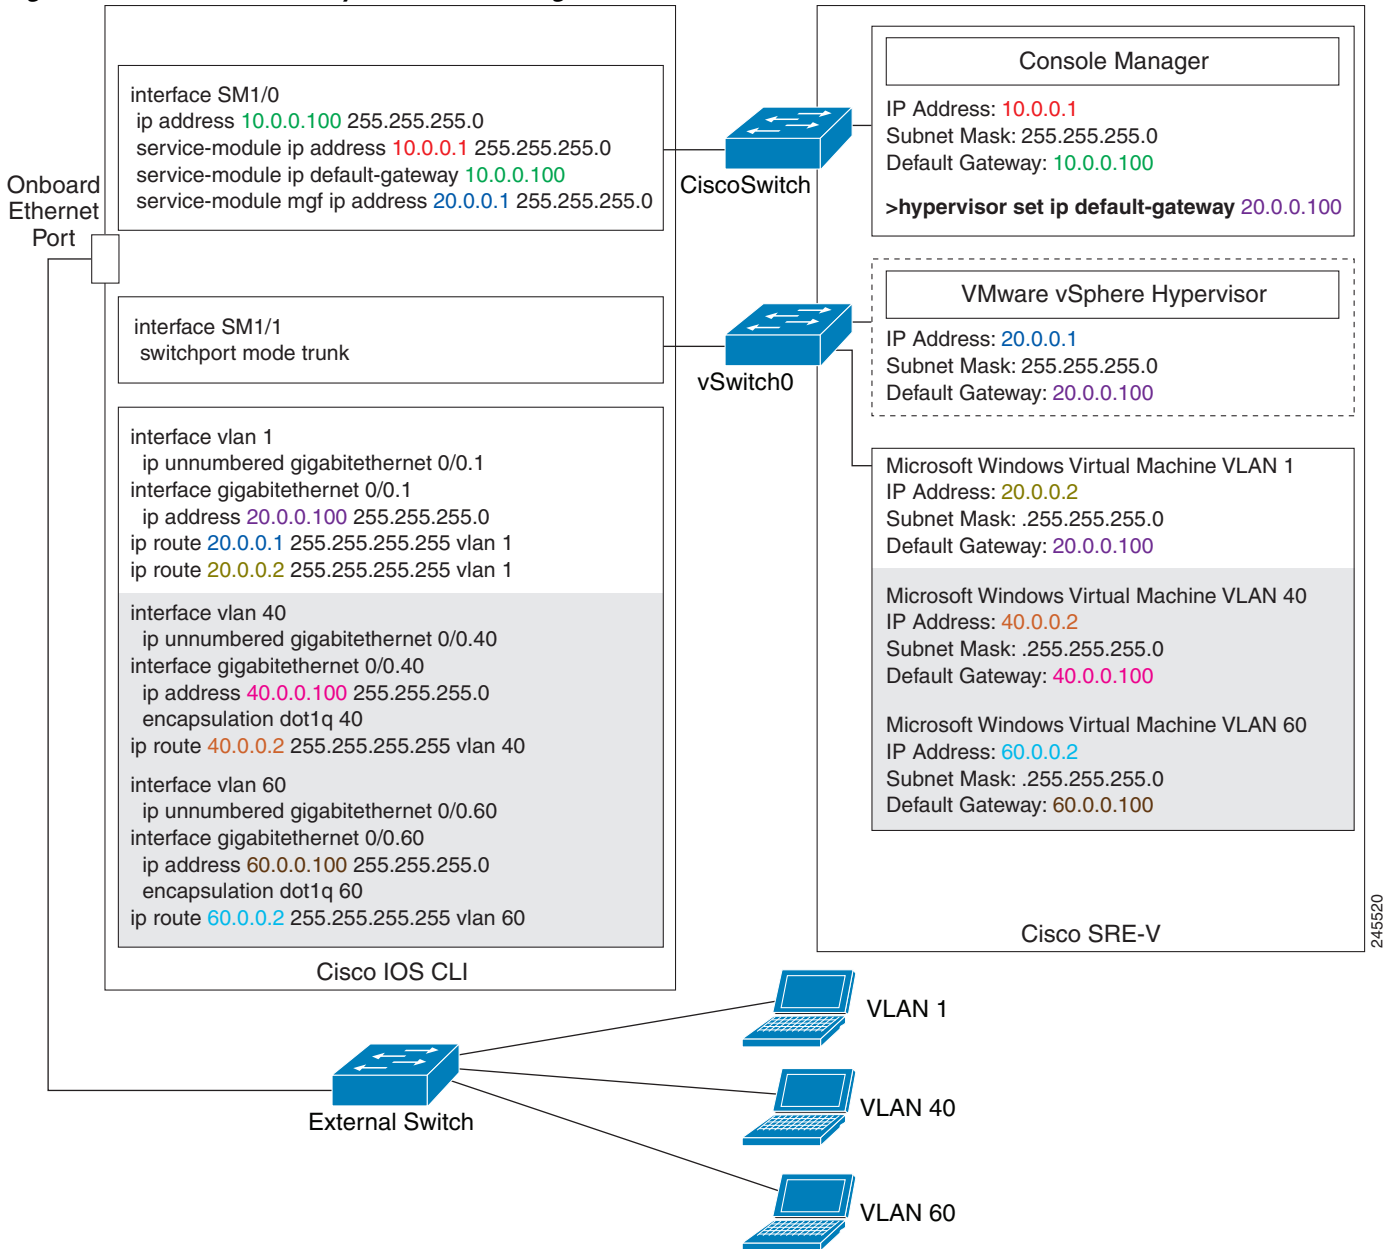 Onboard
Ethernet
Port
interface SM1/0
ip address 10.0.0.100 255.255.255.0
service-module ip address 10.0.0.1 255.255.255.0
service-module ip default-gateway 10.0.0.100
service-module mgf ip address 20.0.0.1 255.255.255.0
interface SM1/1
switchport mode trunk
interface vlan 1
ip unnumbered gigabitethernet 0/0.1
interface gigabitethernet 0/0.1
ip address 20.0.0.100 255.255.255.0
ip route 20.0.0.1 255.255.255.255 vlan 1
ip route 20.0.0.2 255.255.255.255 vlan 1
interface vlan 40
ip unnumbered gigabitethernet 0/0.40
interface gigabitethernet 0/0.40
ip address 40.0.0.100 255.255.255.0
encapsulation dot1q 40
ip route 40.0.0.2 255.255.255.255 vlan 40
interface vlan 60
ip unnumbered gigabitethernet 0/0.60
interface gigabitethernet 0/0.60
ip address 60.0.0.100 255.255.255.0
encapsulation dot1q 60
ip route 60.0.0.2 255.255.255.255 vlan 60
Cisco IOS CLI
CiscoSwitch
vSwitch0
Console Manager
IP Address: 10.0.0.1
Subnet Mask: 255.255.255.0
Default Gateway: 10.0.0.100
>hypervisor set ip default-gateway 20.0.0.100
VMware vSphere Hypervisor
IP Address: 20.0.0.1
Subnet Mask: 255.255.255.0
Default Gateway: 20.0.0.100
Microsoft Windows Virtual Machine VLAN 1
IP Address: 20.0.0.2
Subnet Mask: .255.255.255.0
Default Gateway: 20.0.0.100
Microsoft Windows Virtual Machine VLAN 40
IP Address: 40.0.0.2
Subnet Mask: .255.255.255.0
Default Gateway: 40.0.0.100
Microsoft Windows Virtual Machine VLAN 60
IP Address: 60.0.0.2
Subnet Mask: .255.255.255.0
Default Gateway: 60.0.0.100
Cisco SRE-V
245520
External Switch
VLAN 1
VLAN 40
VLAN 60